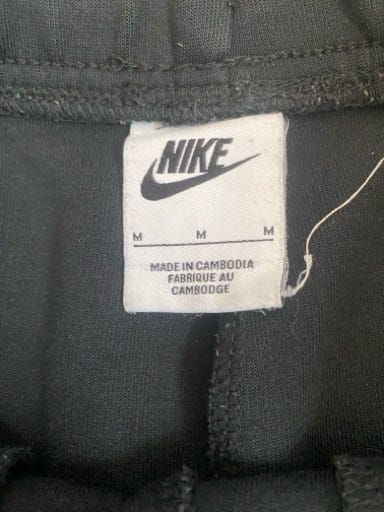 NIKE
M M M
MADE IN CAMBODIA
FABRIQUE AU
CAMBODGE